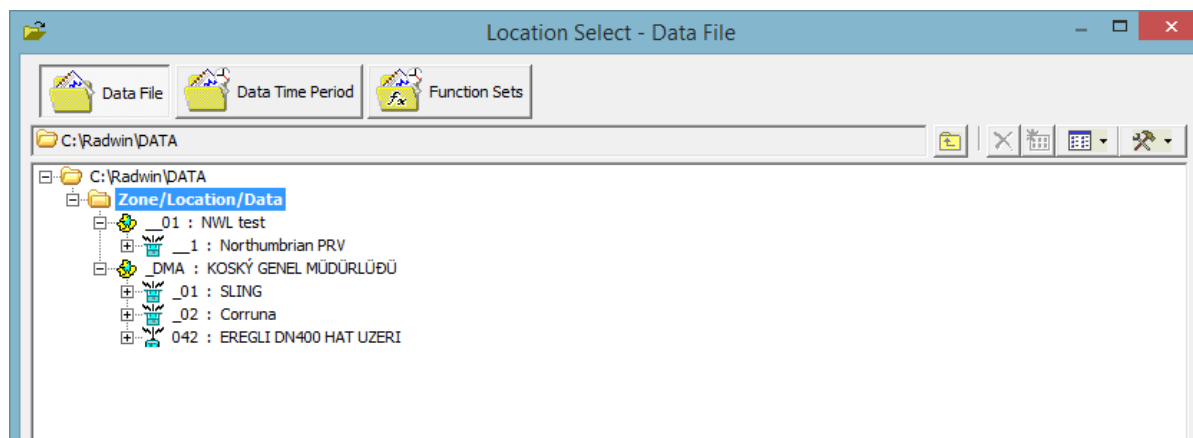 Location Select - Data File
Data File Data Time Period Function Sets
C:\Radwin\DATA
C:\Radwin\DATA
Zone/Location/Data
__01 : NWL test
__1 : Northumbrian PRV
_DMA : KOSKÝ GENEL MÜDÜRLÜÐÜ
_01 : SLING
_02 : Corruna
042 : EREGLI DN400 HAT UZERI